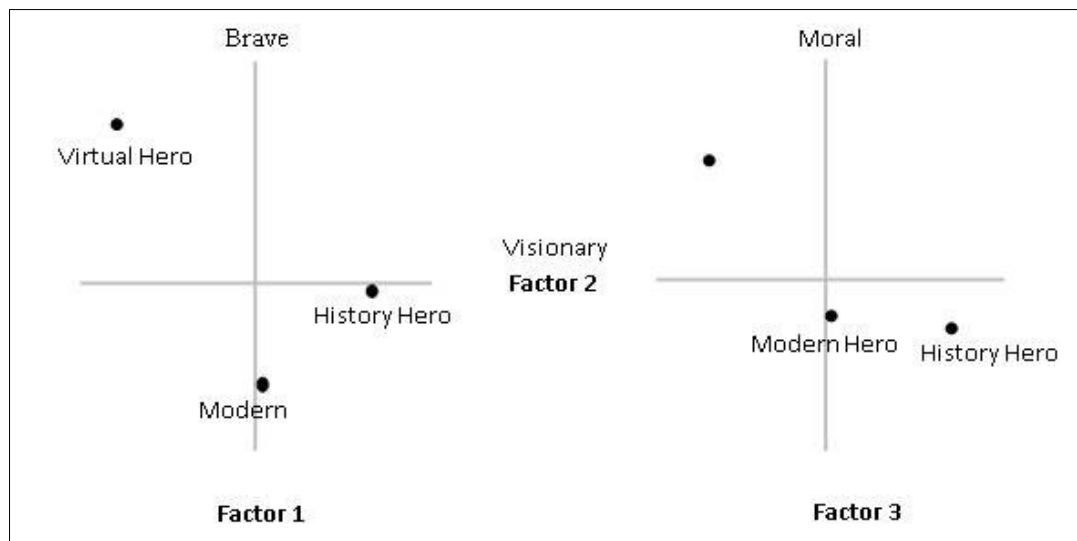 Brave
Virtual Hero
History Hero
Modern
Factor 1
Visionary
Factor 2
Moral
Modern Hero
History Hero
Factor 3